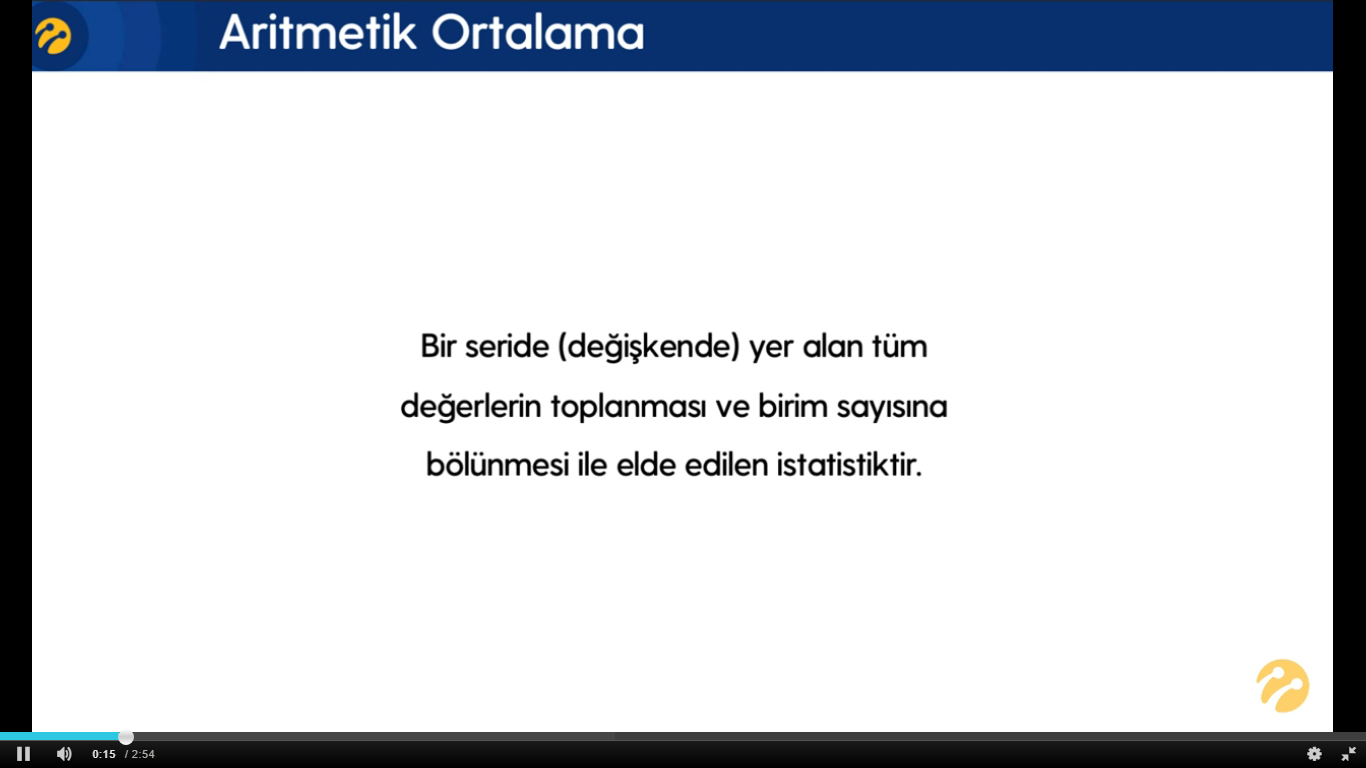 Aritmetik Ortalama
Bir seride (değişkende) yer alan tüm
değerlerin toplanması ve birim sayısına
bölünmesi ile elde edilen istatistiktir.
0:15 / 2:54